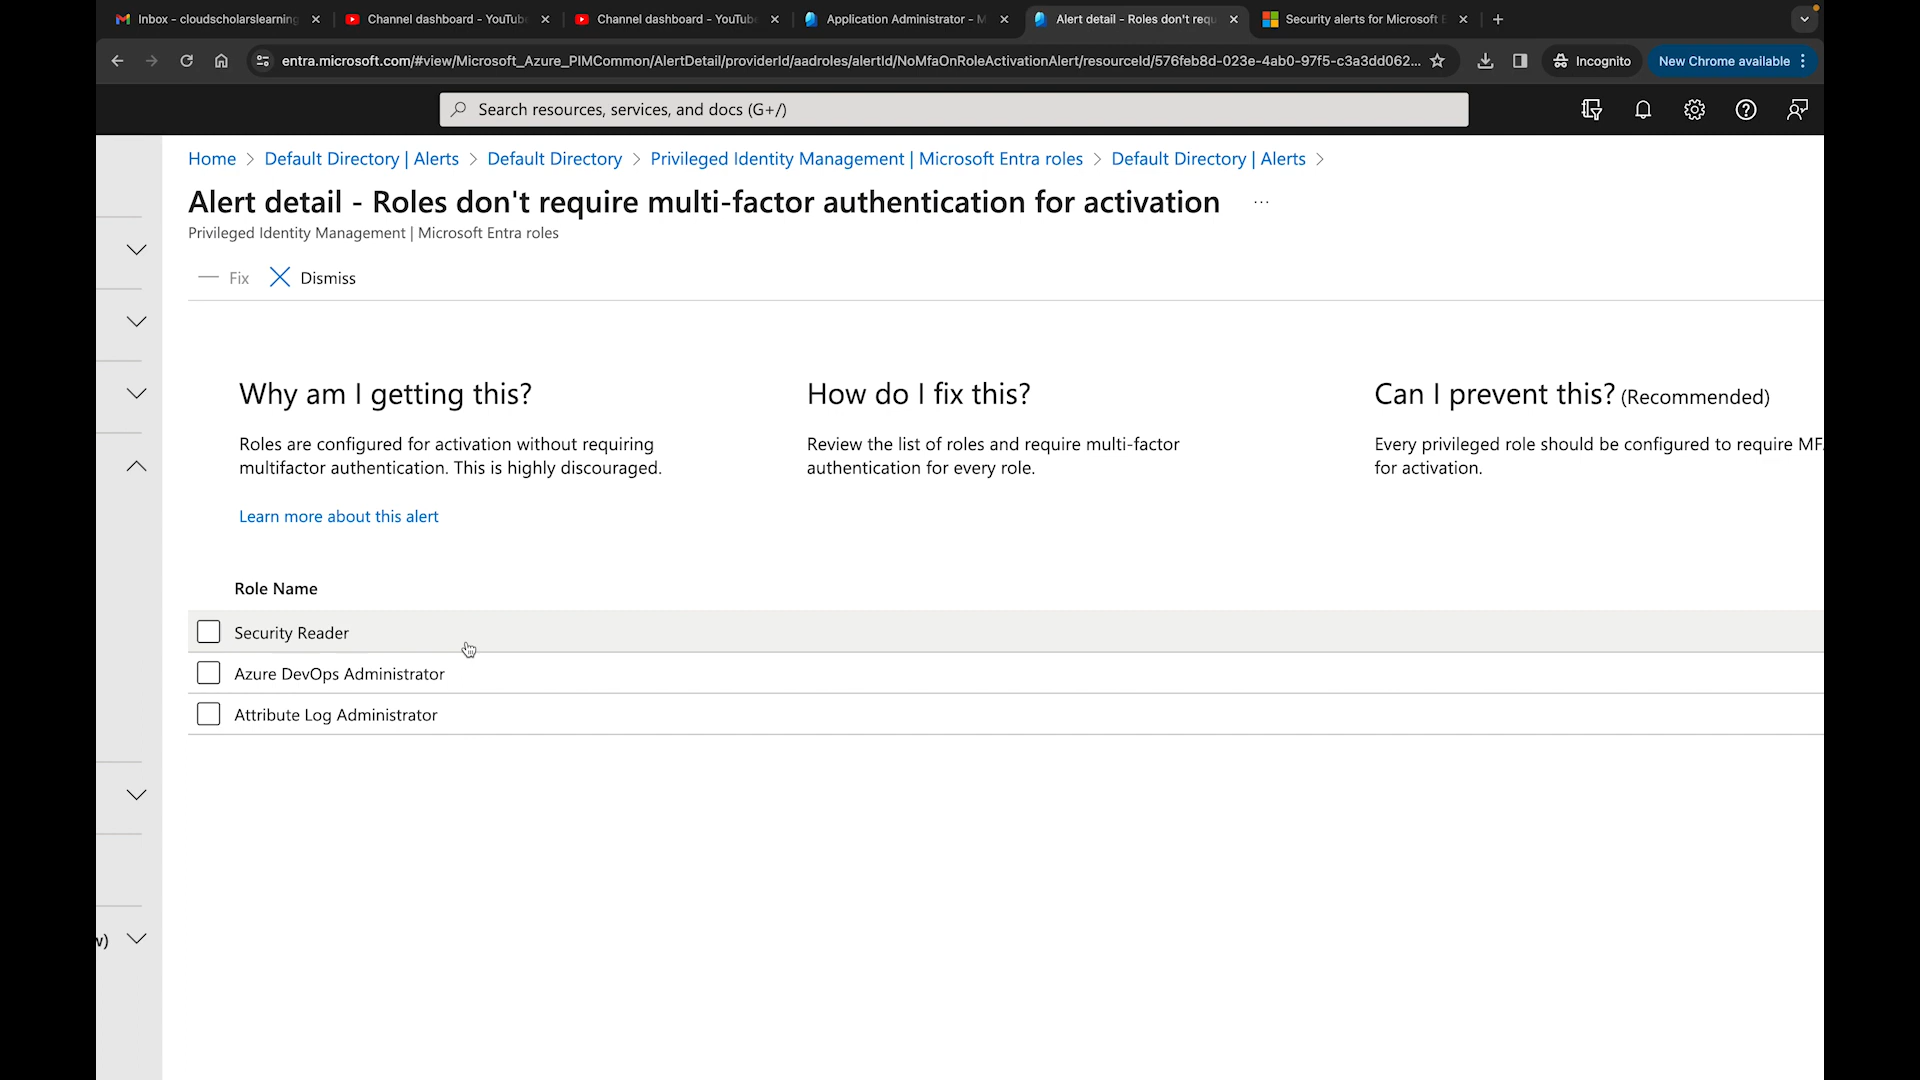 Inbox - cloudscholarslearning
Channel dashboard - YouTube
Channel dashboard - YouTube
Application Administrator - M
Alert detail - Roles don't requ
Security alerts for Microsoft E
entra.microsoft.com/#view/Microsoft_Azure_PIMCommon/AlertDetail/providerId/aadroles/alertId/NoMfaOnRoleActivationAlert/resourceId/576feb8d-023e-4ab0-97f5-c3a3dd062...
Incognito
New Chrome available
Search resources, services, and docs (G+/)
Home > Default Directory | Alerts > Default Directory > Privileged Identity Management | Microsoft Entra roles > Default Directory | Alerts >
Alert detail - Roles don't require multi-factor authentication for activation ...
Privileged Identity Management | Microsoft Entra roles
Fix
Dismiss
Why am I getting this?
Roles are configured for activation without requiring
multifactor authentication. This is highly discouraged.
Learn more about this alert
How do I fix this?
Review the list of roles and require multi-factor
authentication for every role.
Can I prevent this? (Recommended)
Every privileged role should be configured to require MF
for activation.
Role Name
Security Reader
Azure DevOps Administrator
Attribute Log Administrator
w)